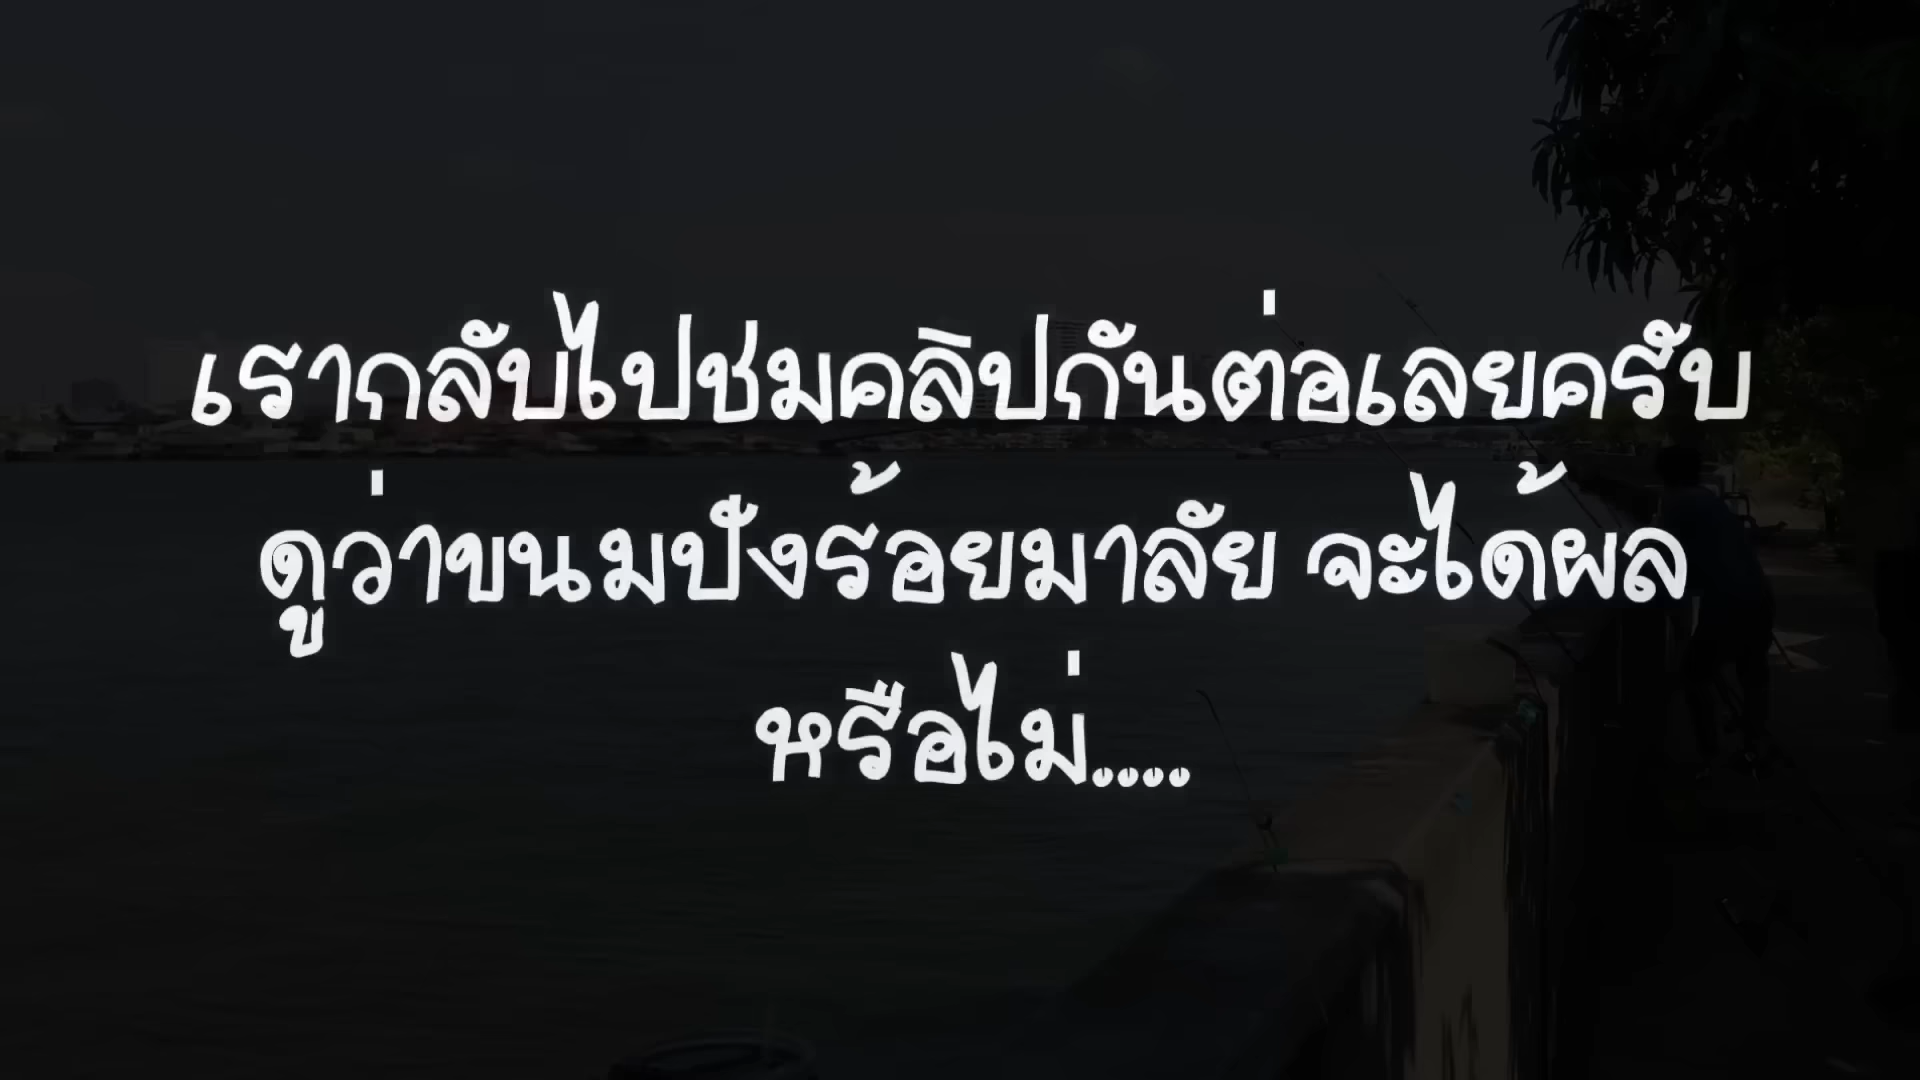 เรากลับไปชมคลิปกันต่อเลยครับ
ดูว่าขนมปังร้อยมาลัย จะได้ผล
หรือไม่....